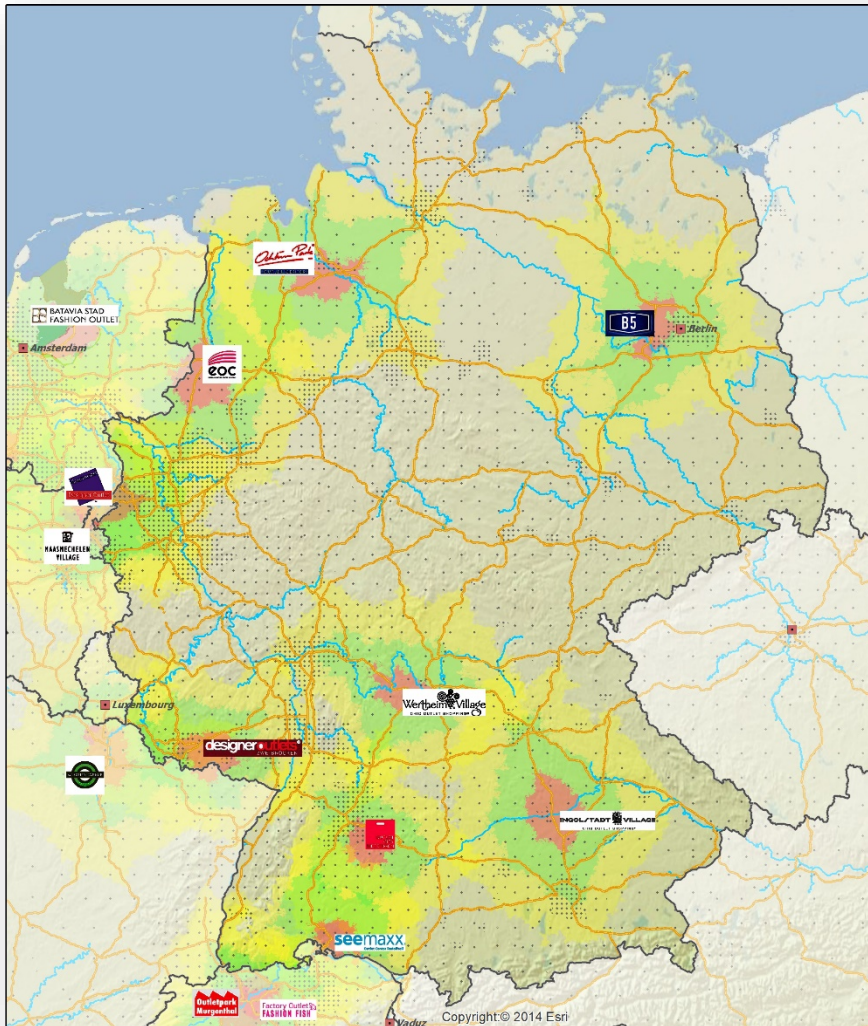 Ochtum Park
BATAVIA STAD
FASHION OUTLET
B5
Berlin
Amsterdam
eoc
MAASMECHELEN
VILLAGE
Luxembourg
Wertheim Village
designer outlets
ZWEIBRÜCKEN
INGOLSTADT VILLAGE
seemaxx
Outletpark
Murgenthal
Factory Outlet
FASHION FISH
Vaduz
Copyright:© 2014 Esri